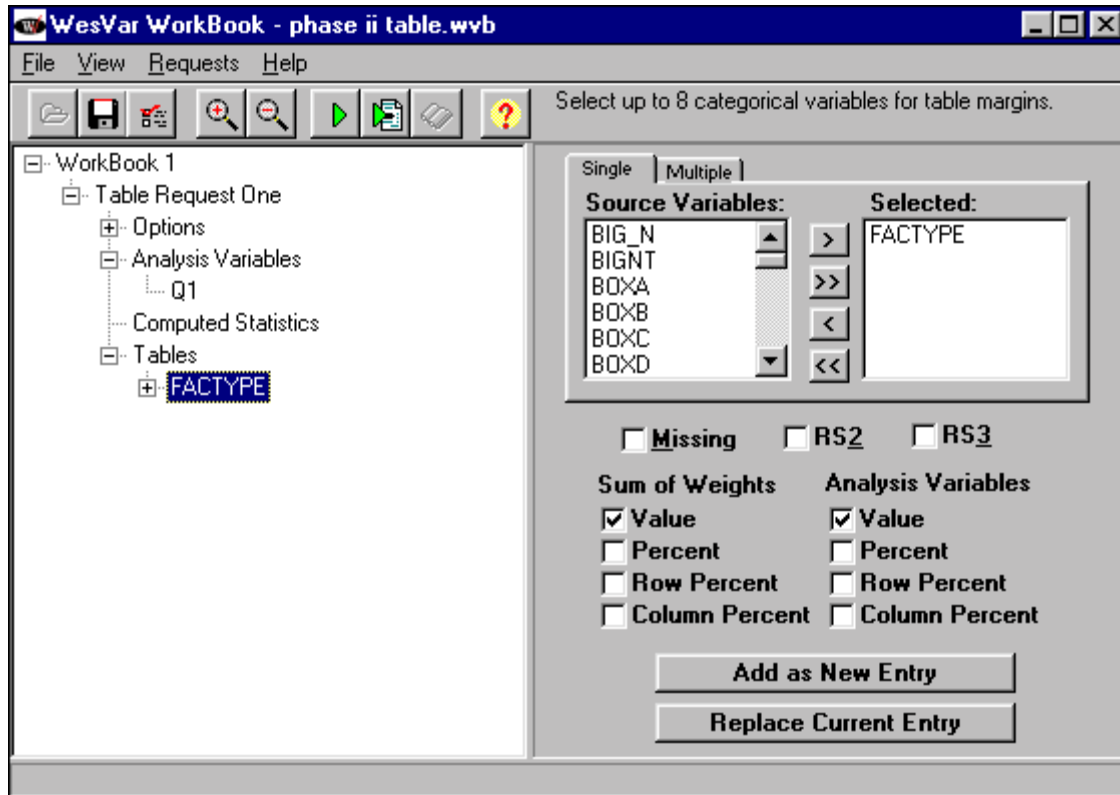 WesVar WorkBook - phase ii table.wvb
File View Requests Help
Select up to 8 categorical variables for table margins.
WorkBook 1
Table Request One
Options
Analysis Variables
Q1
Computed Statistics
Tables
FACTYPE
Single Multiple
Source Variables: Selected:
BIG_N
BIGNT
BOXA
BOXB
BOXC
BOXD
>
>>
<
<<
FACTYPE
Missing RS2 RS3
Sum of Weights Analysis Variables
Value Value
Percent Percent
Row Percent Row Percent
Column Percent Column Percent
Add as New Entry
Replace Current Entry